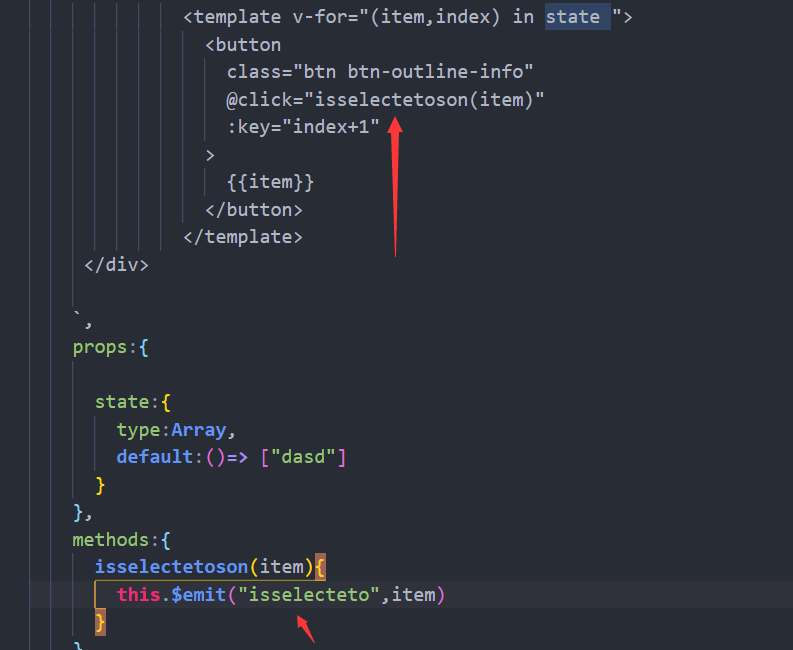 <template v-for="(item,index) in state ">
<button
class="btn btn-outline-info"
@click="isselectetoson(item)"
:key="index+1"
>
{{item}}
</button>
</template>
</div>
`,
props:{
state:{
type:Array,
default:()=> ["dasd"]
}
},
methods:{
isselectetoson(item){
this.$emit("isselecteto",item)
}
}